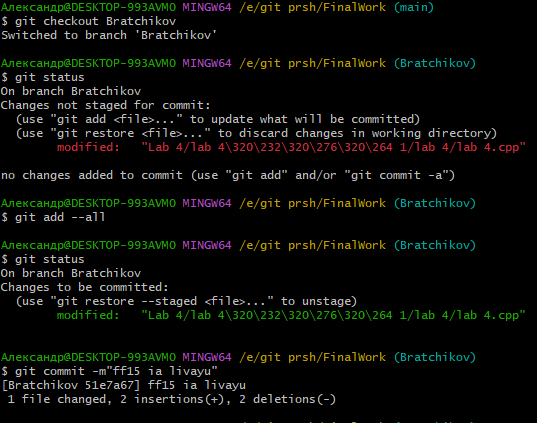 Александр@DESKTOP-993AVMO MINGW64 /e/git prsh/FinalWork (main)
$ git checkout Bratchikov
Switched to branch 'Bratchikov'
Александр@DESKTOP-993AVMO MINGW64 /e/git prsh/FinalWork (Bratchikov)
$ git status
On branch Bratchikov
Changes not staged for commit:
  (use "git add <file>..." to update what will be committed)
  (use "git restore <file>..." to discard changes in working directory)
        modified:   "Lab 4/lab 4\320\232\320\276\320\264 1/lab 4/lab 4.cpp"
no changes added to commit (use "git add" and/or "git commit -a")
Александр@DESKTOP-993AVMO MINGW64 /e/git prsh/FinalWork (Bratchikov)
$ git add --all
Александр@DESKTOP-993AVMO MINGW64 /e/git prsh/FinalWork (Bratchikov)
$ git status
On branch Bratchikov
Changes to be committed:
  (use "git restore --staged <file>..." to unstage)
        modified:   "Lab 4/lab 4\320\232\320\276\320\264 1/lab 4/lab 4.cpp"
Александр@DESKTOP-993AVMO MINGW64 /e/git prsh/FinalWork (Bratchikov)
$ git commit -m"ff15 ia livayu"
[Bratchikov 51e7a67] ff15 ia livayu
 1 file changed, 2 insertions(+), 2 deletions(-)